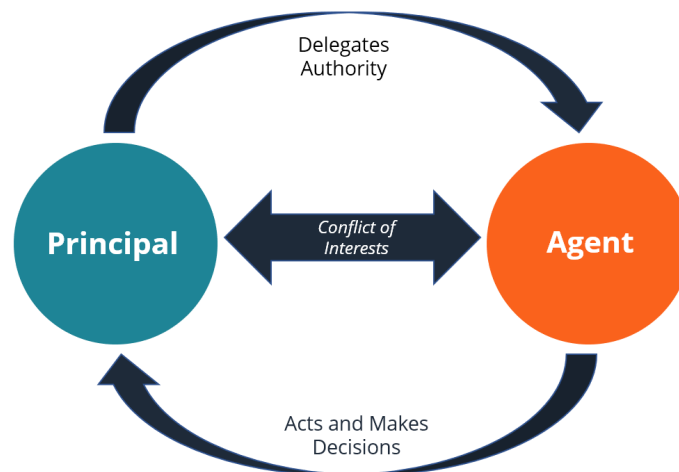 Delegates
Authority
Principal
Conflict of
Interests
Agent
Acts and Makes
Decisions